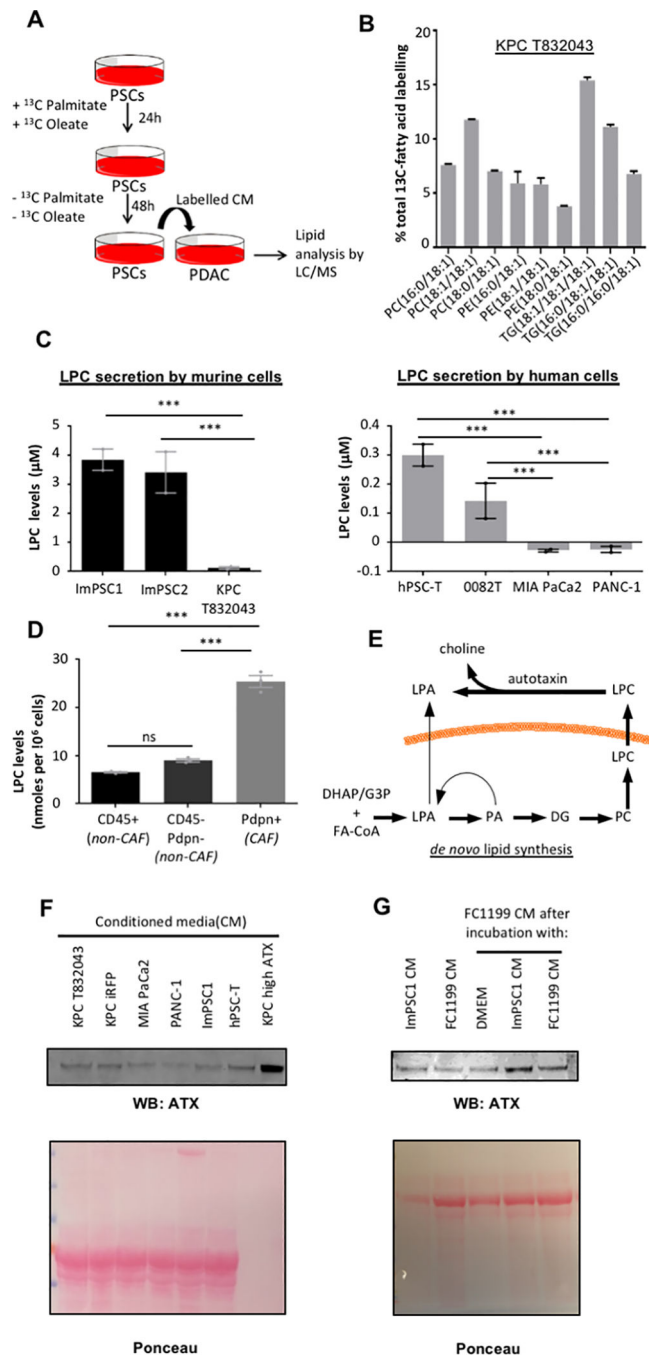 A
PSCs
+ ¹³C Palmitate
+ ¹³C Oleate
24h
PSCs
- ¹³C Palmitate
- ¹³C Oleate
48h
Labelled CM
PSCs
PDAC
Lipid
analysis by
LC/MS
B
KPC T832043
% total 13C-fatty acid labelling
20
15
10
5
0
PC(16:0/18:1)
PC(18:1/18:1)
PC(18:0/18:1)
PE(16:0/18:1)
PE(18:1/18:1)
PE(18:0/18:1)
TG(18:1/18:1/18:1)
TG(16:0/18:1/18:1)
TG(16:0/16:0/18:1)
C
LPC secretion by murine cells
***
***
LPC levels (µM)
5
4
3
2
1
0
ImPSC1
ImPSC2
KPC
T832043
LPC secretion by human cells
***
***
***
***
LPC levels (µM)
0.4
0.3
0.2
0.1
0
-0.1
hPSC-T
0082T
MIA PaCa2
PANC-1
D
***
***
ns
LPC levels
(nmoles per !0⁶ cells)
30
20
10
0
CD45+
(non-CAF)
CD45-
Pdpn-
(non-CAF)
Pdpn+
(CAF)
E
choline
autotaxin
LPA
LPC
LPC
DHAP/G3P
+
FA-CoA
LPA
PA
DG
PC
de novo lipid synthesis
F
Conditioned media(CM)
KPC T832043
KPC iRFP
MIA PaCa2
PANC-1
ImPSC1
hPSC-T
KPC high ATX
WB: ATX
Ponceau
G
FC1199 CM after
incubation with:
ImPSC1 CM
FC1199 CM
DMEM
ImPSC1 CM
FC1199 CM
WB: ATX
Ponceau